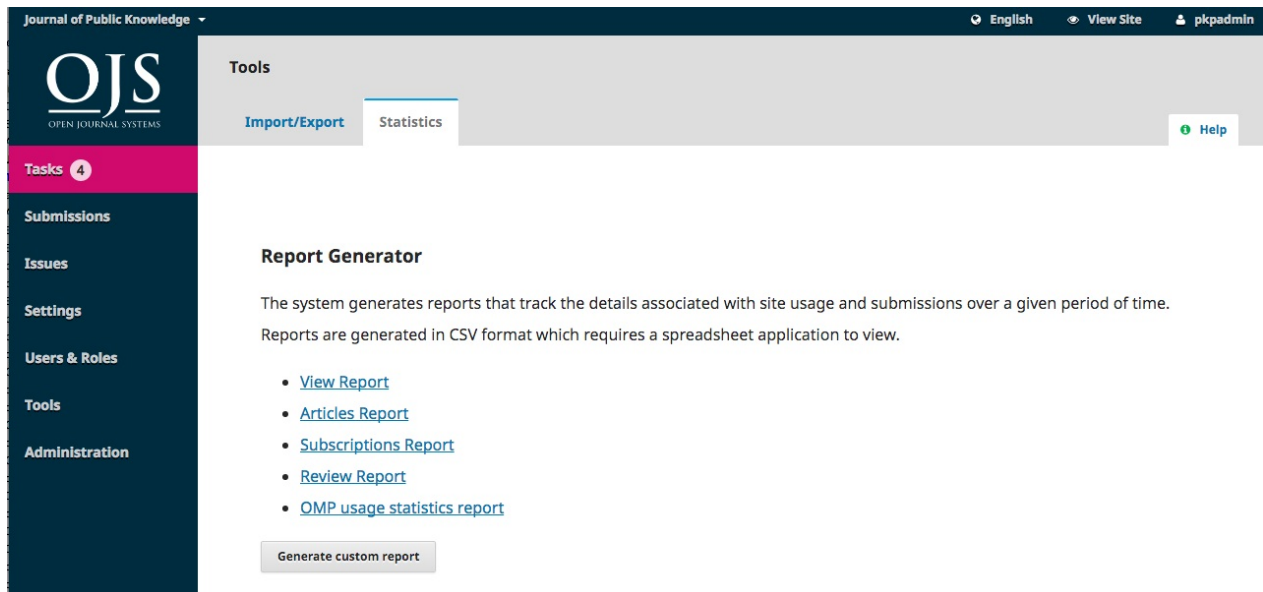 Journal of Public Knowledge
English
View Site
pkpadmin
OJS
OPEN JOURNAL SYSTEMS
Tasks 4
Submissions
Issues
Settings
Users & Roles
Tools
Administration
Tools
Import/Export
Statistics
Help
Report Generator
The system generates reports that track the details associated with site usage and submissions over a given period of time.
Reports are generated in CSV format which requires a spreadsheet application to view.
View Report
Articles Report
Subscriptions Report
Review Report
OMP usage statistics report
Generate custom report